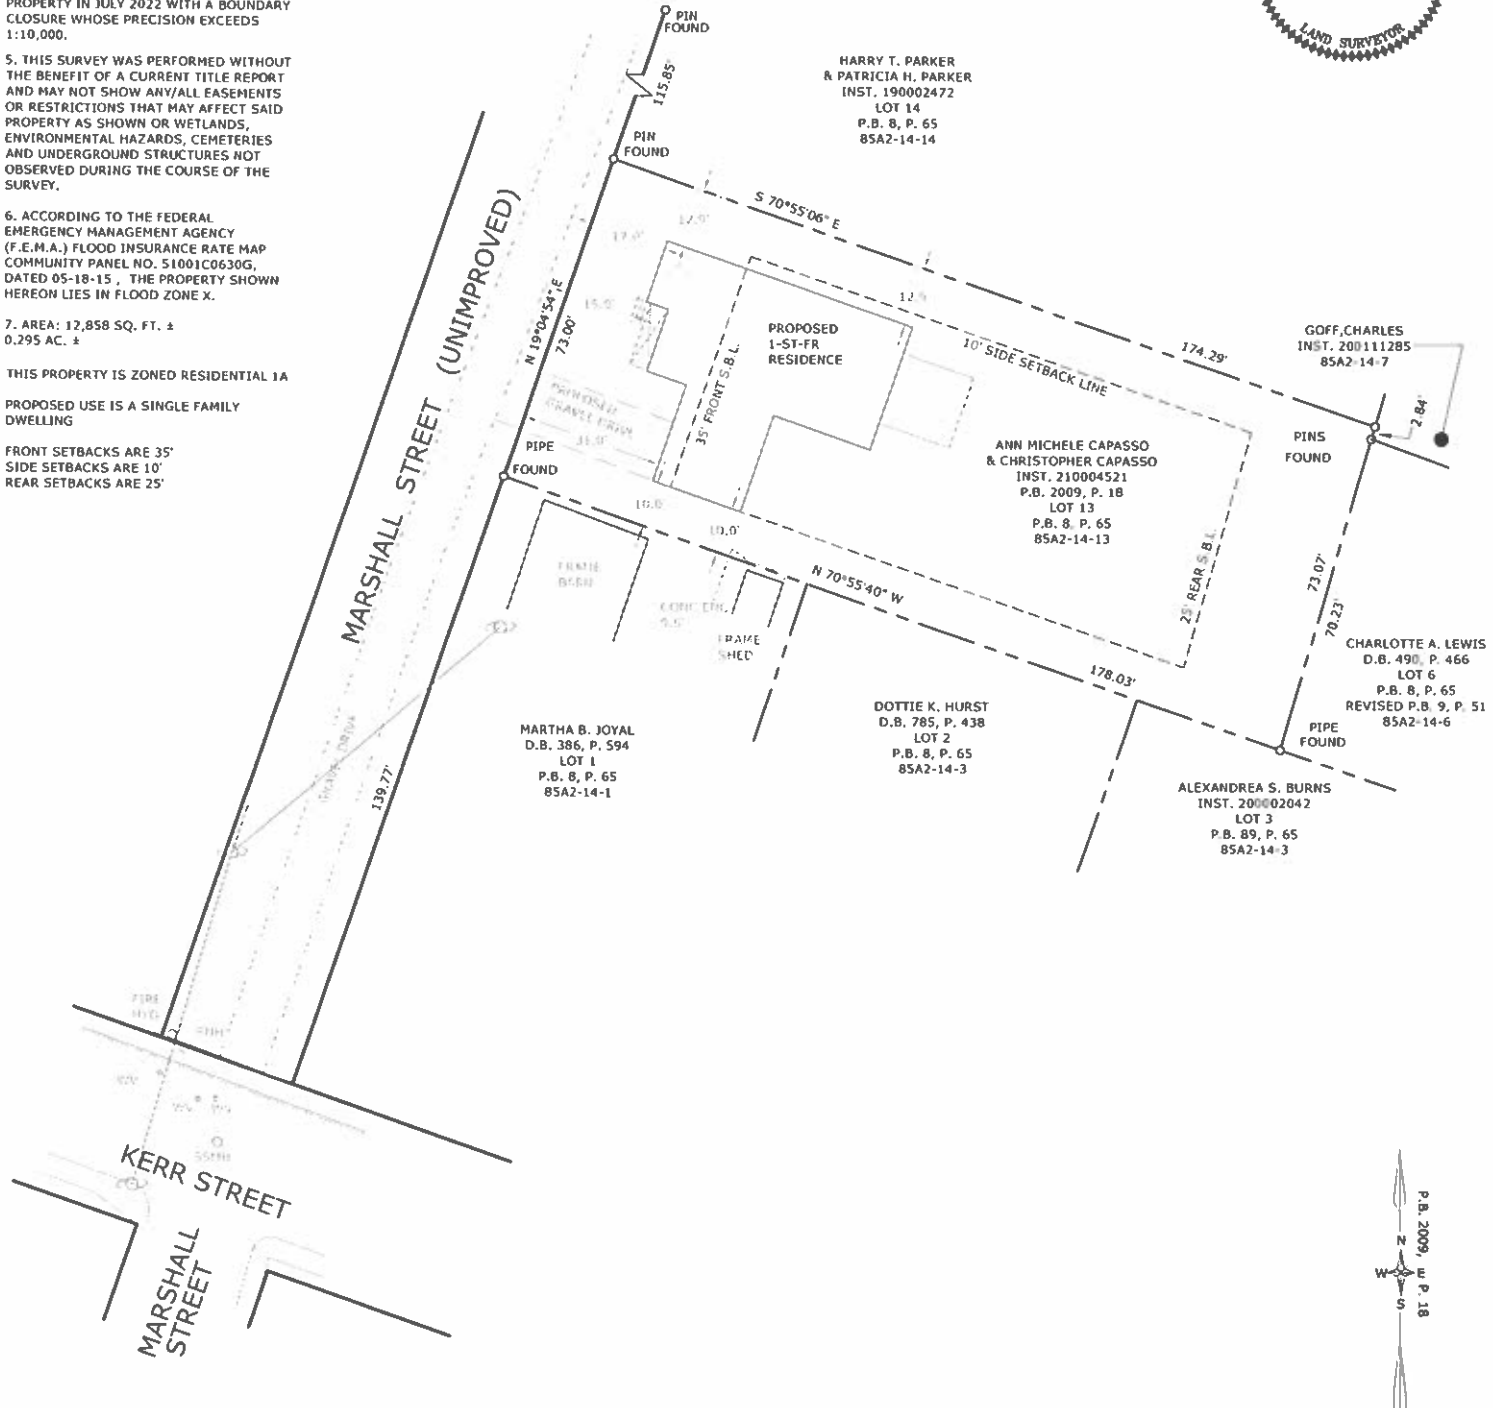 PROPERTY IN JULY 2022 WITH A BOUNDARY
CLOSURE WHOSE PRECISION EXCEEDS
1:10,000.
5. THIS SURVEY WAS PERFORMED WITHOUT
THE BENEFIT OF A CURRENT TITLE REPORT
AND MAY NOT SHOW ANY/ALL EASEMENTS
OR RESTRICTIONS THAT MAY AFFECT SAID
PROPERTY AS SHOWN OR WETLANDS,
ENVIRONMENTAL HAZARDS, CEMETERIES
AND UNDERGROUND STRUCTURES NOT
OBSERVED DURING THE COURSE OF THE
SURVEY.
6. ACCORDING TO THE FEDERAL
EMERGENCY MANAGEMENT AGENCY
(F.E.M.A.) FLOOD INSURANCE RATE MAP
COMMUNITY PANEL NO. 51001C0630G,
DATED 05-18-15 , THE PROPERTY SHOWN
HEREON LIES IN FLOOD ZONE X.
7. AREA: 12,858 SQ. FT. ±
0.295 AC. ±
THIS PROPERTY IS ZONED RESIDENTIAL 1A
PROPOSED USE IS A SINGLE FAMILY
DWELLING
FRONT SETBACKS ARE 35'
SIDE SETBACKS ARE 10'
REAR SETBACKS ARE 25'
LAND SURVEYOR
PIN
FOUND
115.85'
PIN
FOUND
HARRY T. PARKER
& PATRICIA H. PARKER
INST. 190002472
LOT 14
P.B. 8, P. 65
85A2-14-14
S 70°55'06" E
174.29'
N 19°04'54" E
73.00'
MARSHALL STREET (UNIMPROVED)
PROPOSED
1-ST-FR
RESIDENCE
35' FRONT S.B.L.
10' SIDE SETBACK LINE
PROPOSED
GRAVEL DRIVE
GOFF,CHARLES
INST. 200111285
85A2-14-7
2.84'
PINS
FOUND
ANN MICHELE CAPASSO
& CHRISTOPHER CAPASSO
INST. 210004521
P.B. 2009, P. 18
LOT 13
P.B. 8, P. 65
85A2-14-13
25' REAR S.B.L.
73.07'
70.23'
PIPE
FOUND
10.0'
10.0'
N 70°55'40" W
178.03'
FRAME
BARN
FRAME
SHED
CHARLOTTE A. LEWIS
D.B. 490, P. 466
LOT 6
P.B. 8, P. 65
REVISED P.B. 9, P. 51
85A2-14-6
PIPE
FOUND
MARTHA B. JOYAL
D.B. 386, P. 594
LOT 1
P.B. 8, P. 65
85A2-14-1
DOTTIE K. HURST
D.B. 785, P. 438
LOT 2
P.B. 8, P. 65
85A2-14-3
ALEXANDREA S. BURNS
INST. 200002042
LOT 3
P.B. 89, P. 65
85A2-14-3
139.77'
FIRE
HYD
SSMH
KERR STREET
MARSHALL
STREET
P.B. 2009, P. 18
N
W E
S